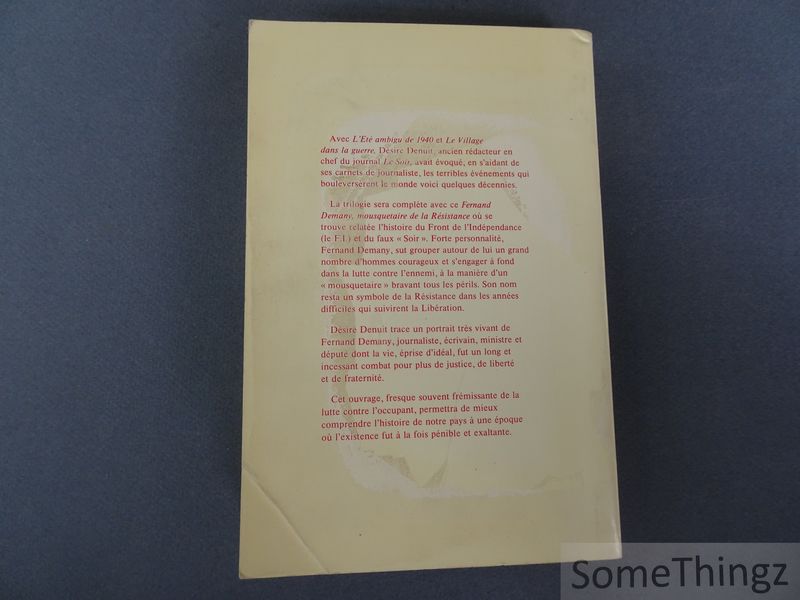 Avec L'Eté ambigu de 1940 et Le Village
dans la guerre, Désiré Denuit, ancien rédacteur en
chef du journal Le Soir, avait évoqué, en s'aidant de
ses carnets de journaliste, les terribles événements qui
bouleversèrent le monde voici quelques décennies.
La trilogie sera complète avec ce Fernand
Demany, mousquetaire de la Résistance où se
trouve relatée l'histoire du Front de l'Indépendance
(le F.I.) et du faux « Soir ». Forte personnalité,
Fernand Demany, sut grouper autour de lui un grand
nombre d'hommes courageux et s'engager à fond
dans la lutte contre l'ennemi, à la manière d'un
« mousquetaire » bravant tous les périls. Son nom
resta un symbole de la Résistance dans les années
difficiles qui suivirent la Libération.
Désiré Denuit trace un portrait très vivant de
Fernand Demany, journaliste, écrivain, ministre et
député dont la vie, éprise d'idéal, fut un long et
incessant combat pour plus de justice, de liberté
et de fraternité.
Cet ouvrage, fresque souvent frémissante de la
lutte contre l'occupant, permettra de mieux
comprendre l'histoire de notre pays à une époque
où l'existence fut à la fois pénible et exaltante.
SomeThingz